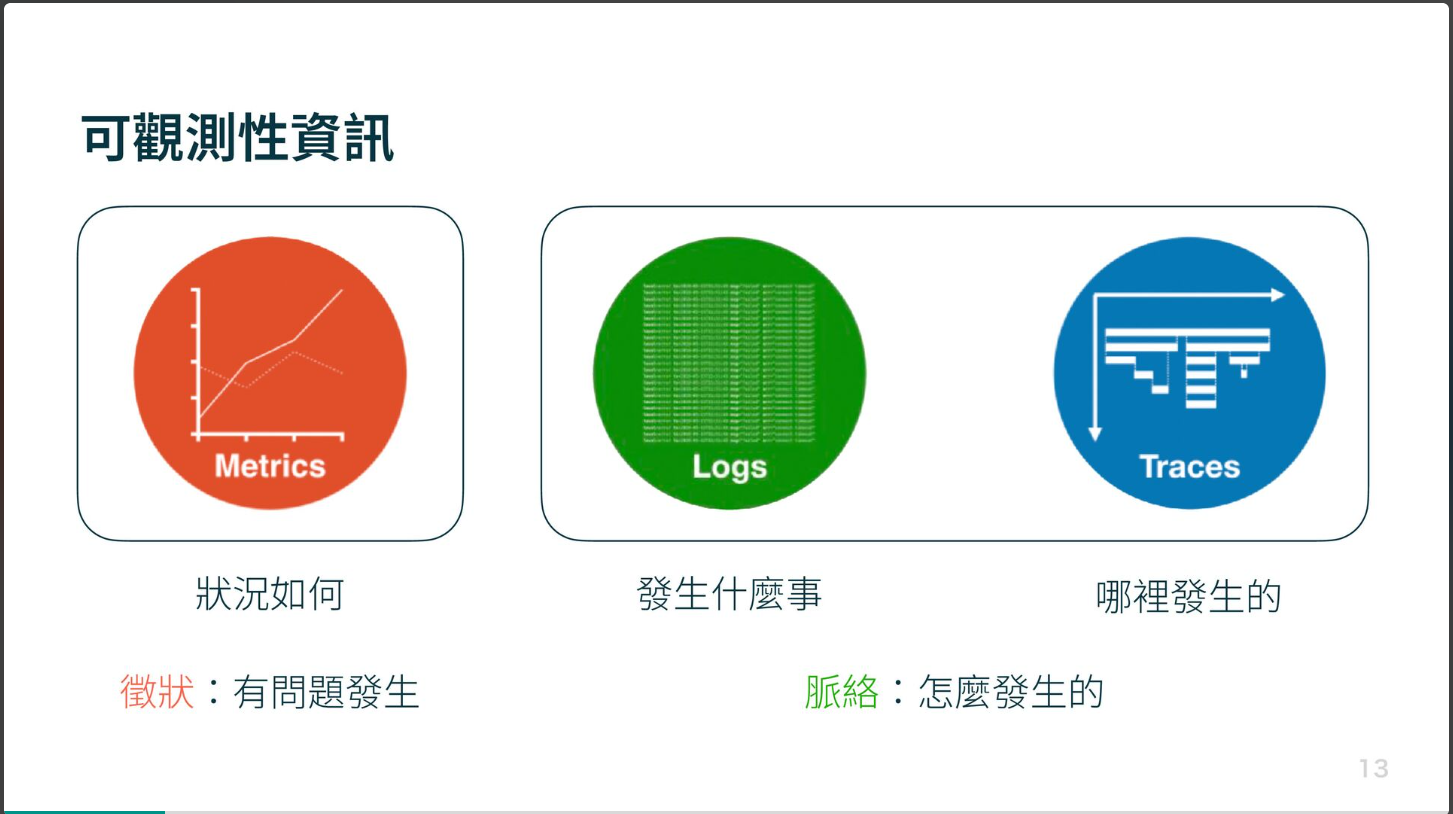 可觀測性資訊
Metrics
Logs
Traces
狀況如何
發生什麼事
哪裡發生的
徵狀：有問題發生
脈絡：怎麼發生的
13